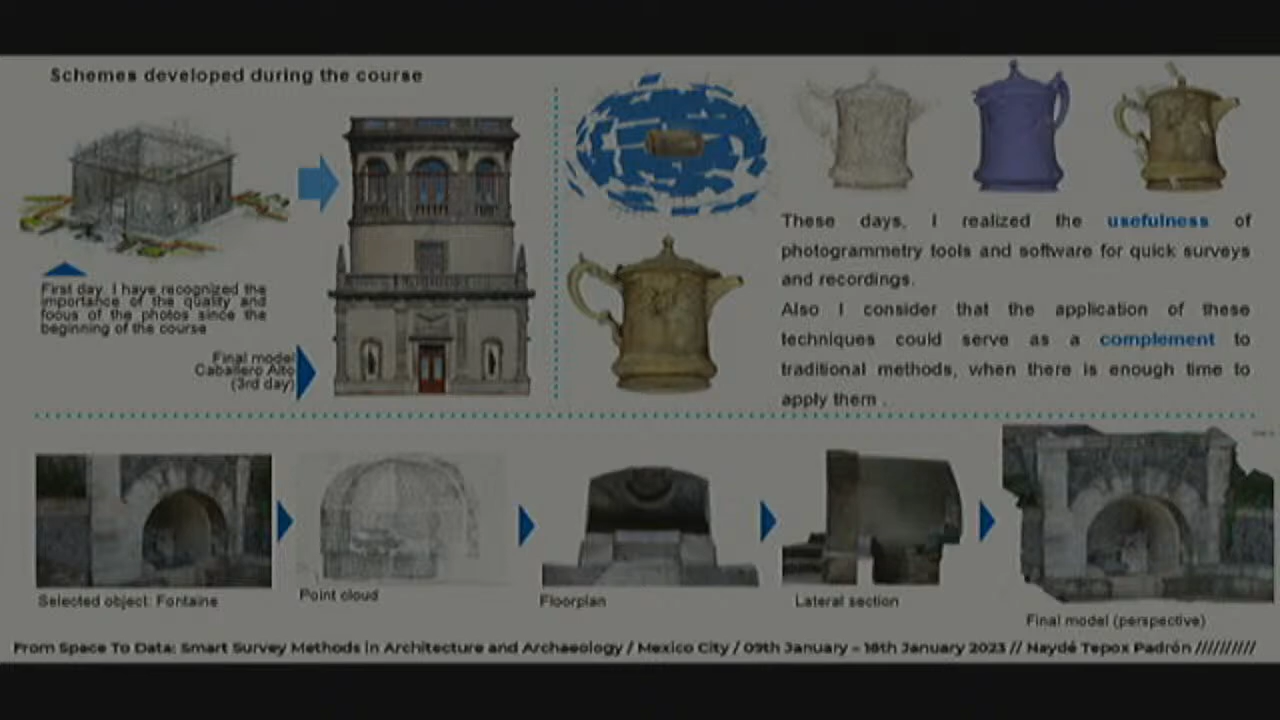 Schemes developed during the course
First day. I have recognized the
importance of the quality and
focus of the photos since the
beginning of the course
Final model
Caballero Alto
(3rd day)
These days, I realized the usefulness of
photogrammetry tools and software for quick surveys
and recordings.
Also I consider that the application of these
techniques could serve as a complement to
traditional methods, when there is enough time to
apply them .
Selected object: Fontaine
Point cloud
Floorplan
Lateral section
Final model (perspective)
From Space To Data: Smart Survey Methods in Architecture and Archaeology / Mexico City / 09th January - 18th January 2023 // Naydé Tepox Padrón //////////